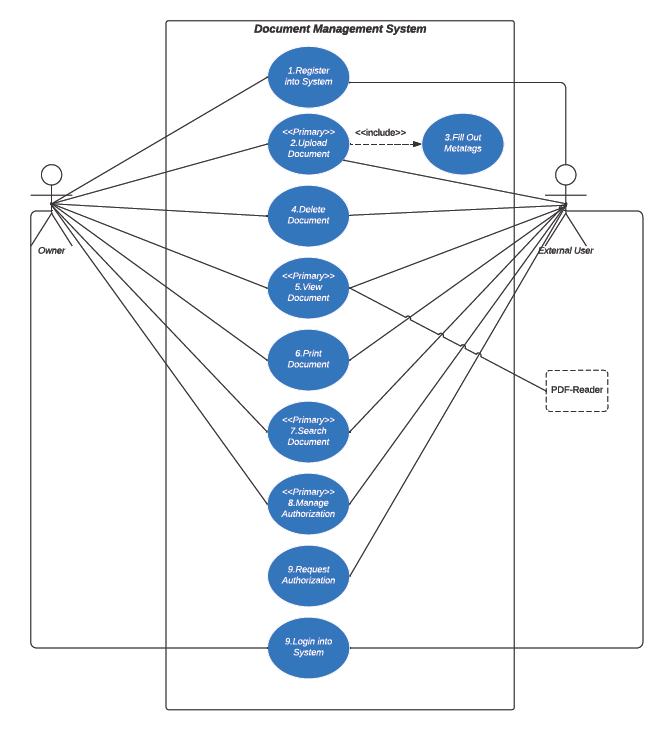 Document Management System
1.Register
into System
<<Primary>>
2.Upload
Document
<<include>>
3.Fill Out
Metatags
4.Delete
Document
Owner
External User
<<Primary>>
5.View
Document
6.Print
Document
PDF-Reader
<<Primary>>
7.Search
Document
<<Primary>>
8.Manage
Authorization
9.Request
Authorization
9.Login into
System